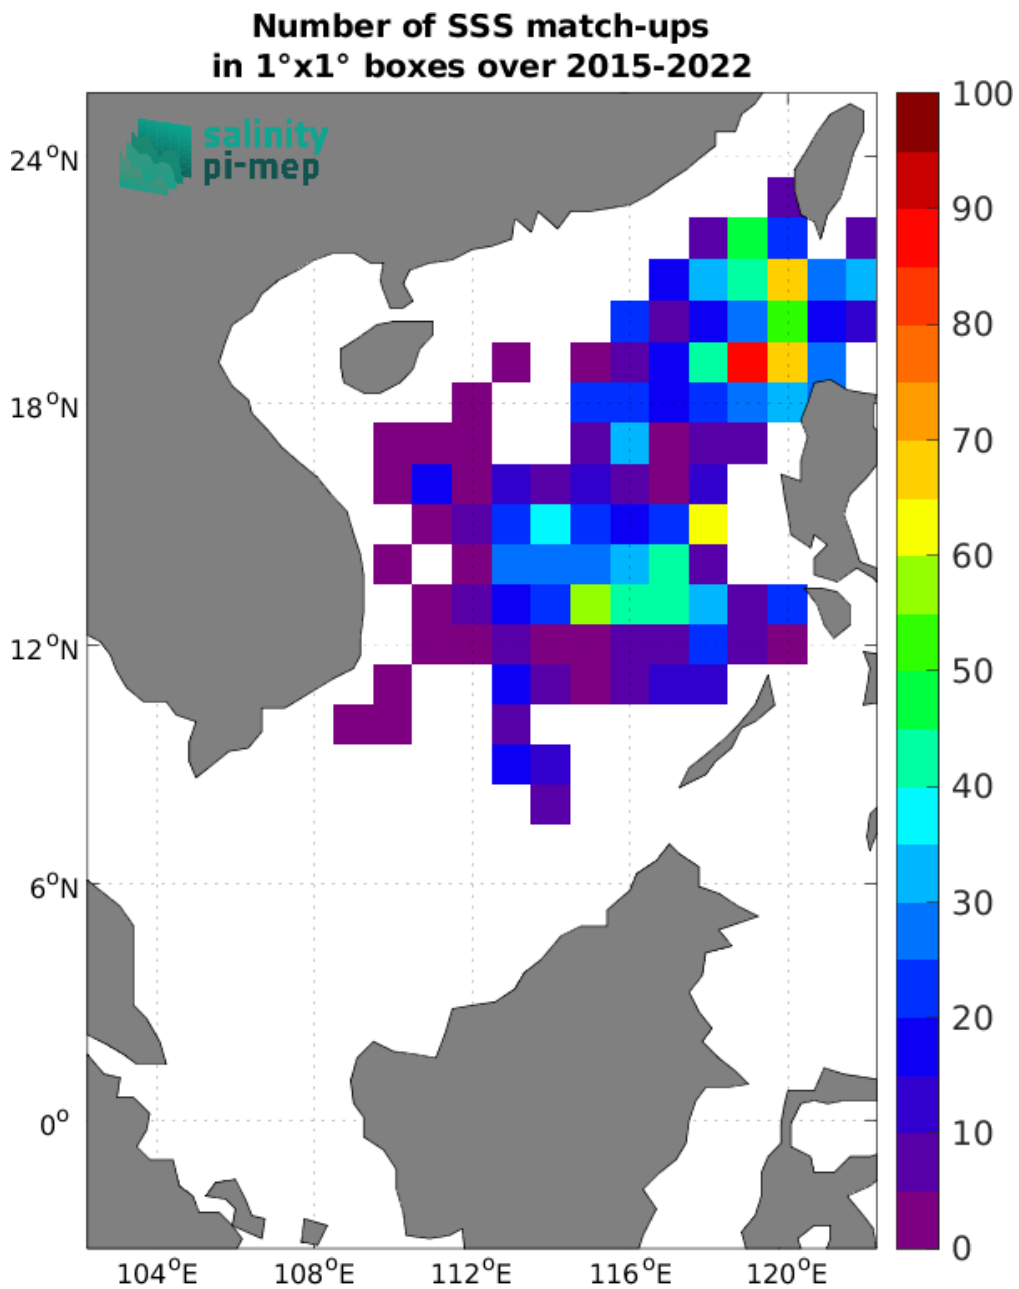 Number of SSS match-ups
in 1°x1° boxes over 2015-2022
salinity
pi-mep
24°N
18°N
12°N
6°N
0°
104°E 108°E 112°E 116°E 120°E
100
90
80
70
60
50
40
30
20
10
0